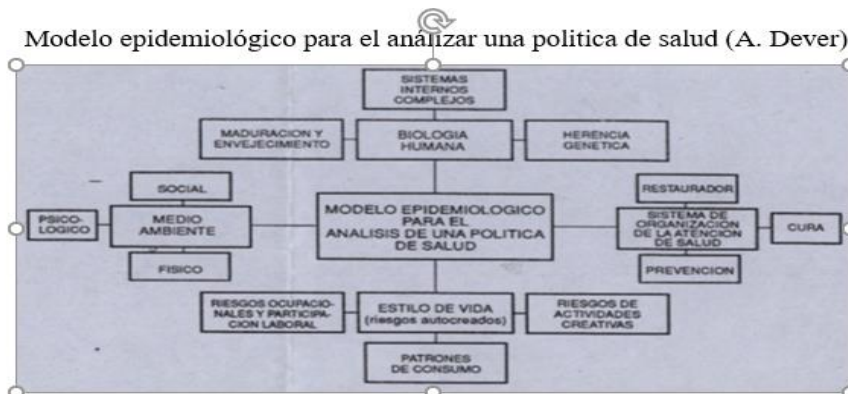 Modelo epidemiológico para el análizar una politica de salud (A. Dever)
SISTEMAS
INTERNOS
COMPLEJOS
MADURACION Y
ENVEJECIMIENTO
BIOLOGIA
HUMANA
HERENCIA
GENETICA
SOCIAL
PSICO-
LOGICO
MEDIO
AMBIENTE
FISICO
MODELO EPIDEMIOLOGICO
PARA EL
ANALISIS DE UNA POLITICA
DE SALUD
RESTAURADOR
SISTEMA DE
ORGANIZACION
DE LA ATENCION
DE SALUD
CURA
PREVENCION
RIESGOS OCUPACIO-
NALES Y PARTICIPA-
CION LABORAL
ESTILO DE VIDA
(riesgos autocreados)
RIESGOS DE
ACTIVIDADES
CREATIVAS
PATRONES
DE CONSUMO